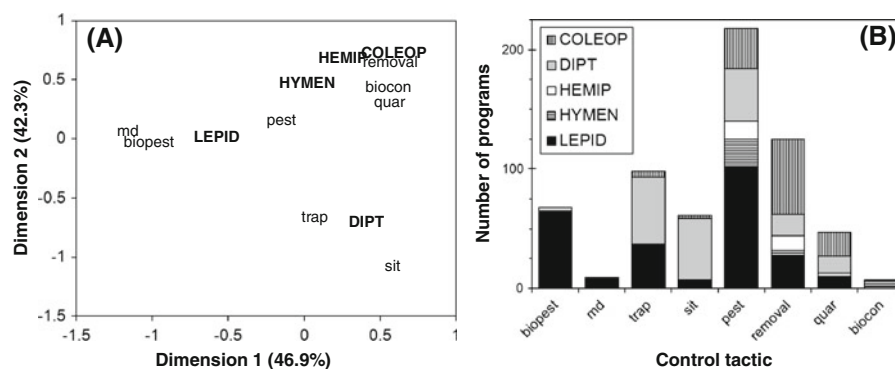 (A)
HEMIP COLEOP
removal
HYMEN
biocon
quar
pest
md
biopest LEPID
trap DIPT
sit
1
0.5
0
-0.5
-1
-1.5
-1.5 -1 -0.5 0 0.5 1
Dimension 2 (42.3%)
Dimension 1 (46.9%)
(B)
COLEOP
DIPT
HEMIP
HYMEN
LEPID
200
100
0
Number of programs
biopest md trap sit pest removal quar biocon
Control tactic